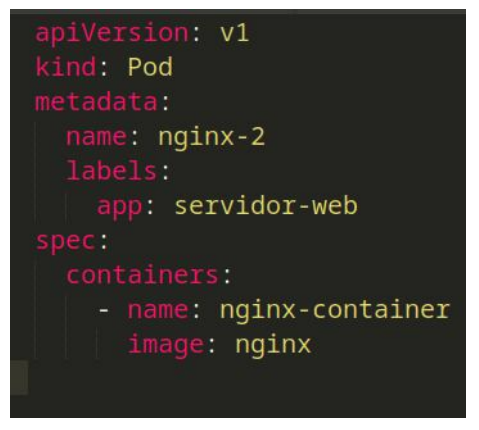 apiVersion: v1
kind: Pod
metadata:
  name: nginx-2
  labels:
    app: servidor-web
spec:
  containers:
    - name: nginx-container
      image: nginx